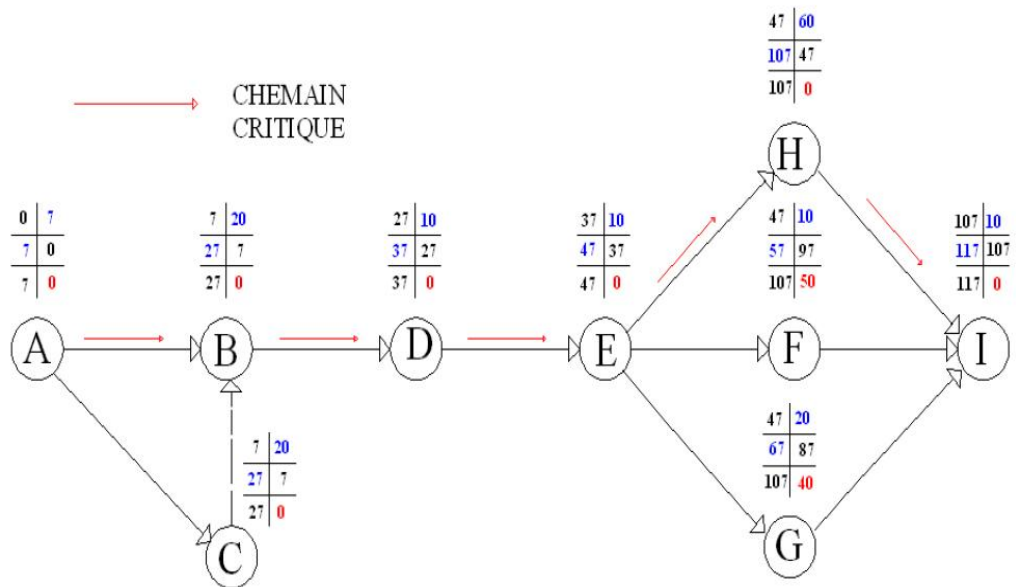 47 60
107 47
107 0
CHEMAIN
CRITIQUE
0 7
7 0
7 0
7 20
27 7
27 0
27 10
37 27
37 0
37 10
47 37
47 0
H
47 10
57 97
107 50
107 10
117 107
117 0
A
B
D
E
F
I
7 20
27 7
27 0
47 20
67 87
107 40
C
G